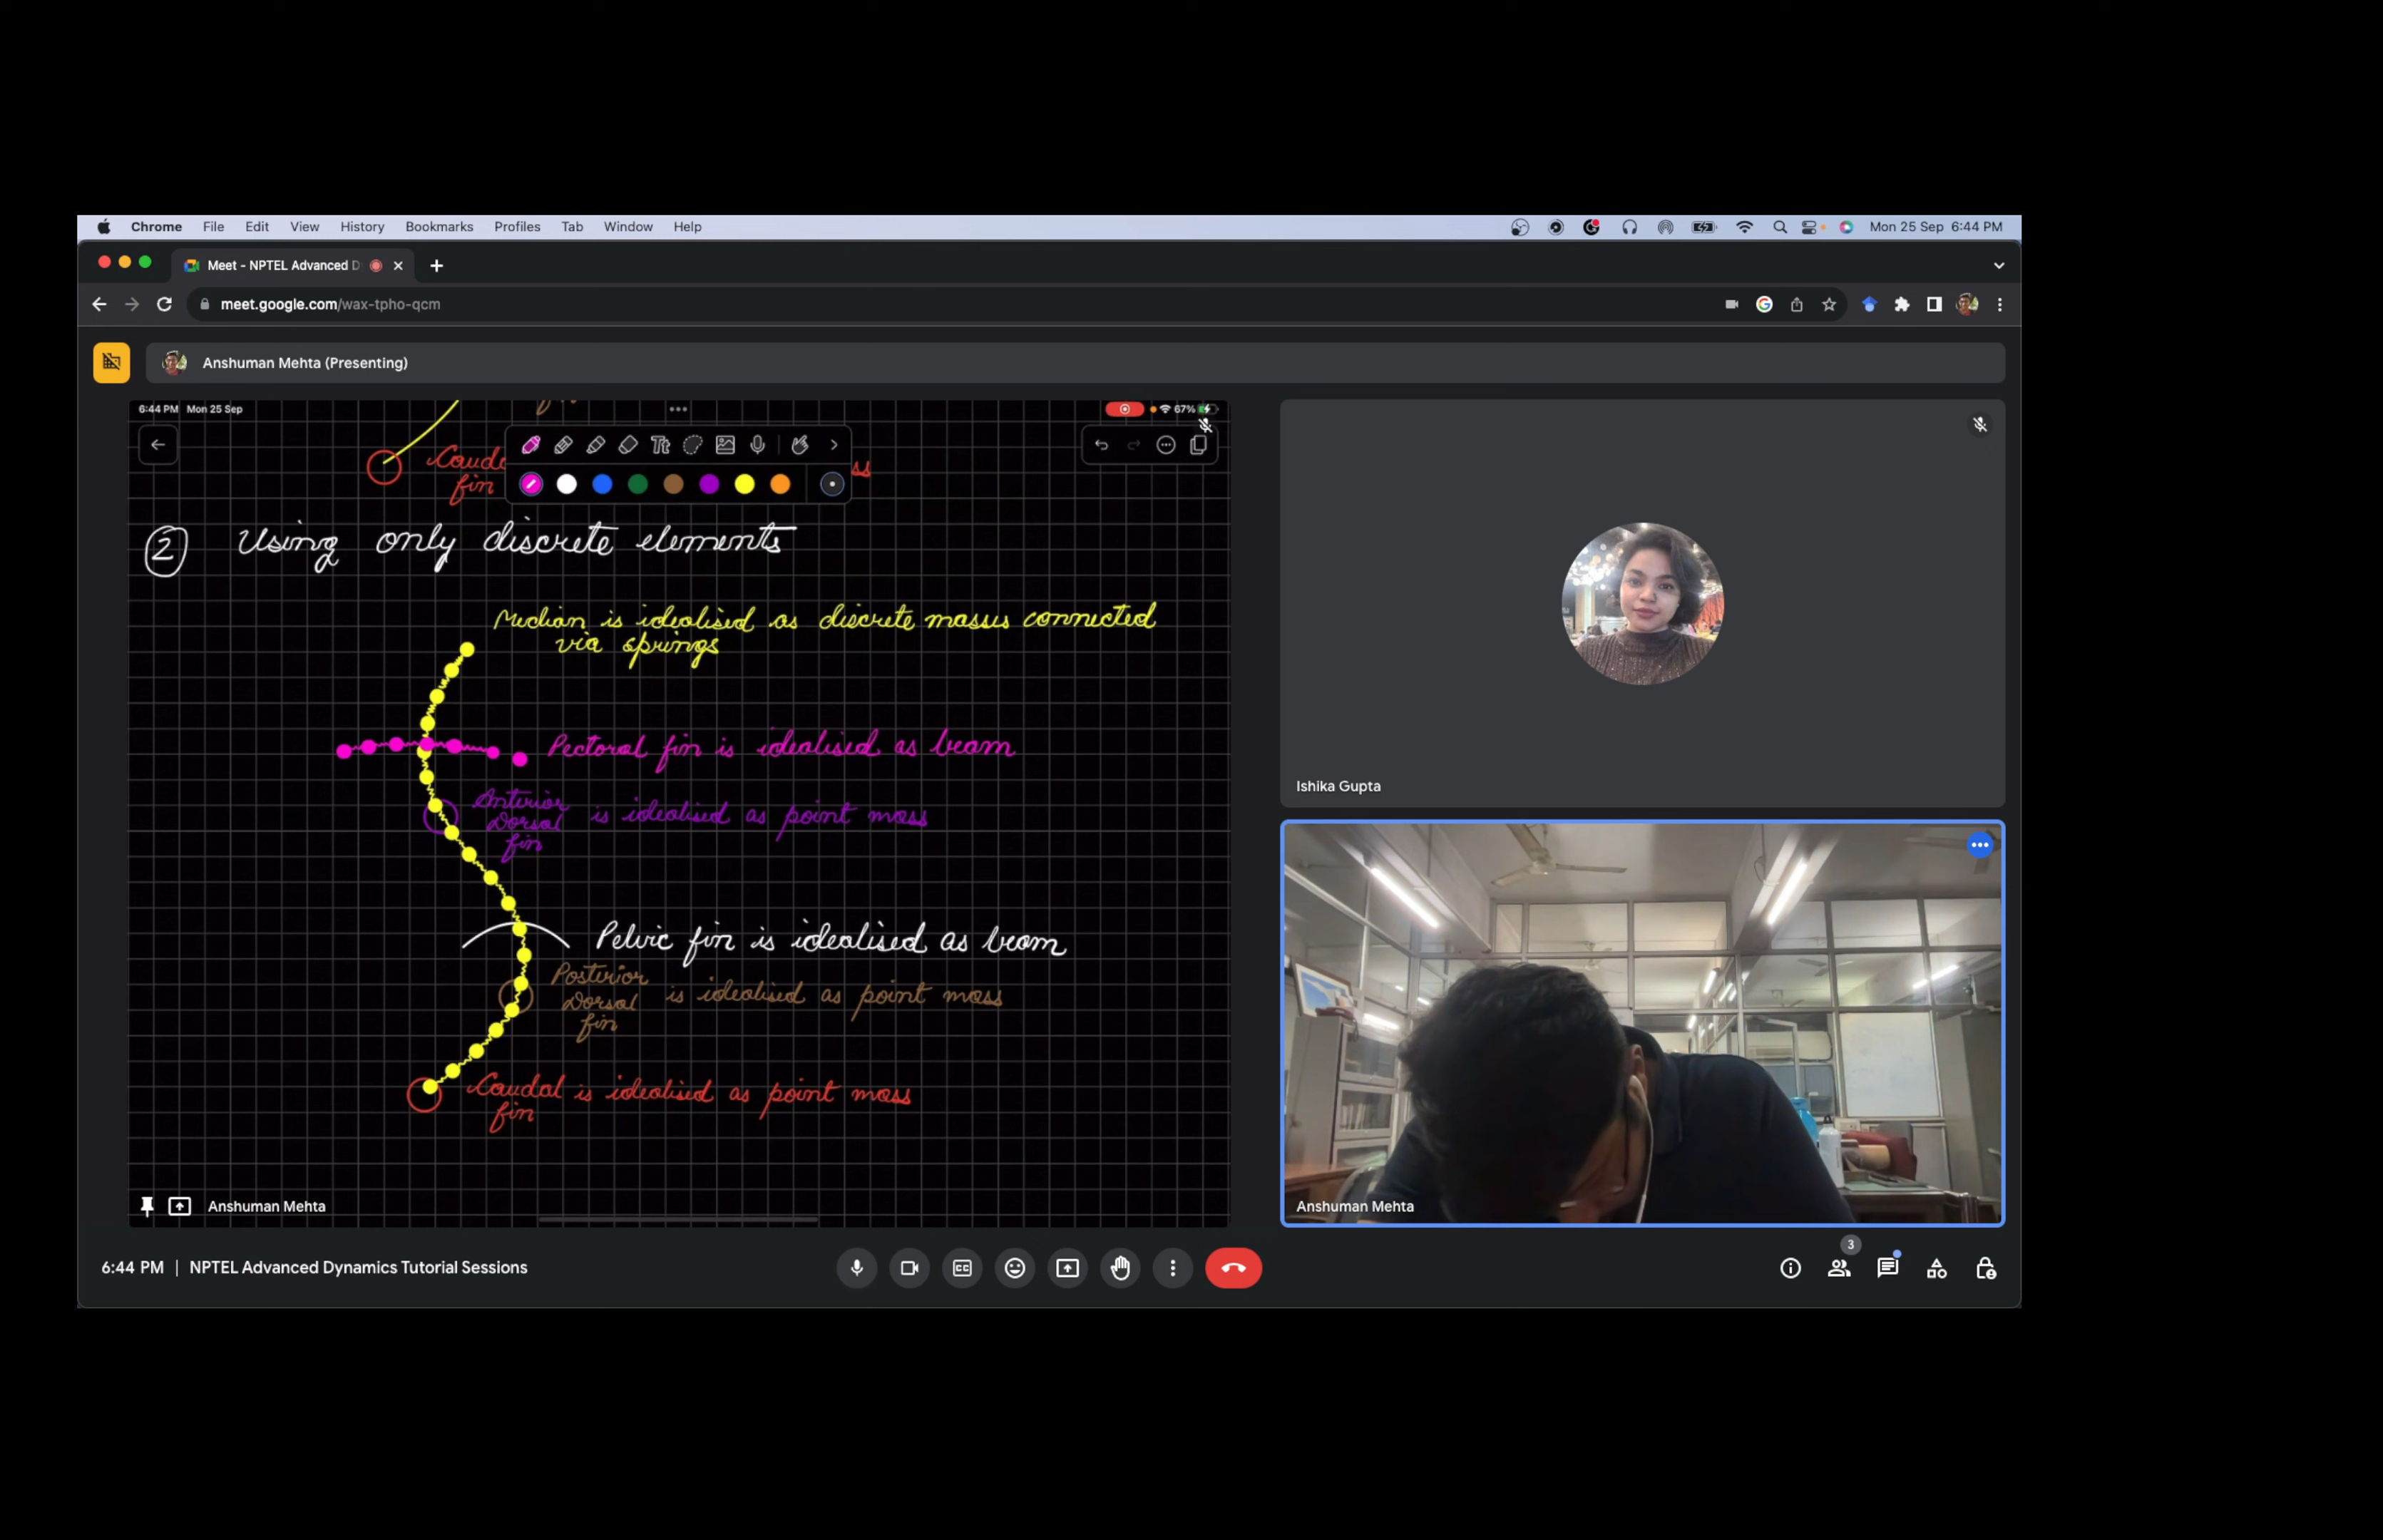 Chrome File Edit View History Bookmarks Profiles Tab Window Help Mon 25 Sep 6:44 PM
Meet - NPTEL Advanced D
meet.google.com/wax-tpho-qcm
Anshuman Mehta (Presenting)
6:44 PM Mon 25 Sep 67%
Tt
Cauda ss
fin
2 Using only discrete elements
Median is idealised as discrete masses connected
via springs
Pectoral fin is idealised as beam
Anterior
Dorsal is idealised as point mass
fin
Pelvic fin is idealised as beam
Posterior
Dorsal is idealised as point mass
fin
Caudal is idealised as point mass
fin
Anshuman Mehta
Ishika Gupta
Anshuman Mehta
3
6:44 PM | NPTEL Advanced Dynamics Tutorial Sessions
CC